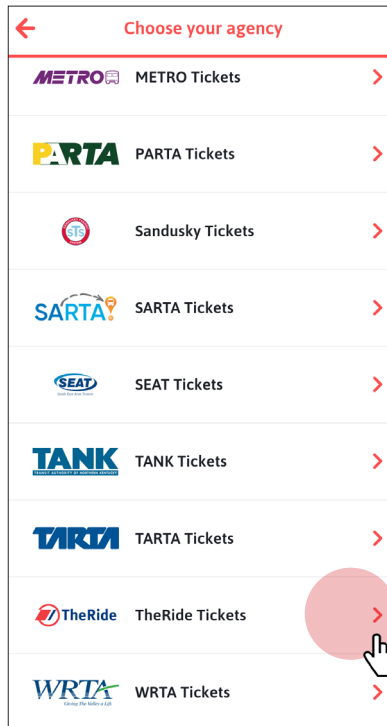 Choose your agency
METRO METRO Tickets
PARTA PARTA Tickets
STS Sandusky Tickets
SARTA SARTA Tickets
SEAT SEAT Tickets
TANK TANK Tickets
TRANSIT AUTHORITY OF NORTHERN KENTUCKY
TARTA TARTA Tickets
TheRide TheRide Tickets
WRTA WRTA Tickets
Giving The Valley a Lift